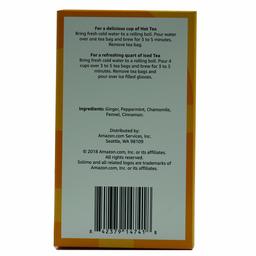 For a delicious cup of Hot Tea
Bring fresh cold water to a rolling boil. Pour water
over one tea bag and brew for 3 to 5 minutes.
Remove tea bag.
For a refreshing quart of Iced Tea
Bring fresh cold water to a rolling boil. Pour 4
cups over 3 to 5 tea bags and brew for 3 to 5
minutes. Remove tea bags and
pour over ice filled glasses.
Ingredients: Ginger, Peppermint, Chamomile,
Fennel, Cinnamon.
Distributed by:
Amazon.com Services, Inc.
Seattle, WA 98109
© 2018 Amazon.com, Inc. or its affiliates.
Solimo and all related logos are trademarks of
Amazon.com, Inc. or its affiliates.
8 42379 14741 8